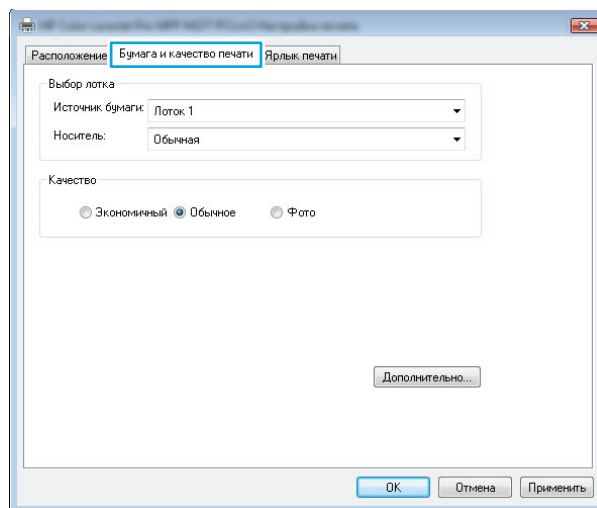 Расположение Бумага и качество печати Ярлык печати
Выбор лотка
Источник бумаги: Лоток 1
Носитель: Обычная
Качество
Экономичный Обычное Фото
Дополнительно...
OK Отмена Применить